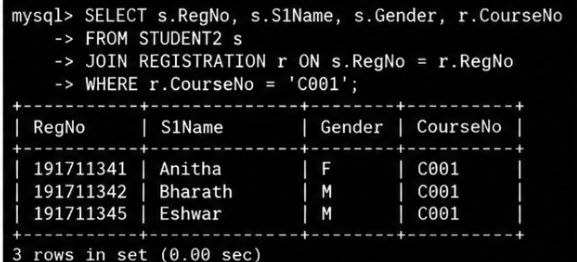 mysql> SELECT s.RegNo, s.S1Name, s.Gender, r.CourseNo
    -> FROM STUDENT2 s
    -> JOIN REGISTRATION r ON s.RegNo = r.RegNo
    -> WHERE r.CourseNo = 'C001';
+-----------+-------------+--------+----------+
| RegNo     | S1Name      | Gender | CourseNo |
+-----------+-------------+--------+----------+
| 191711341 | Anitha      | F      | C001     |
| 191711342 | Bharath     | M      | C001     |
| 191711345 | Eshwar      | M      | C001     |
+-----------+-------------+--------+----------+
3 rows in set (0.00 sec)